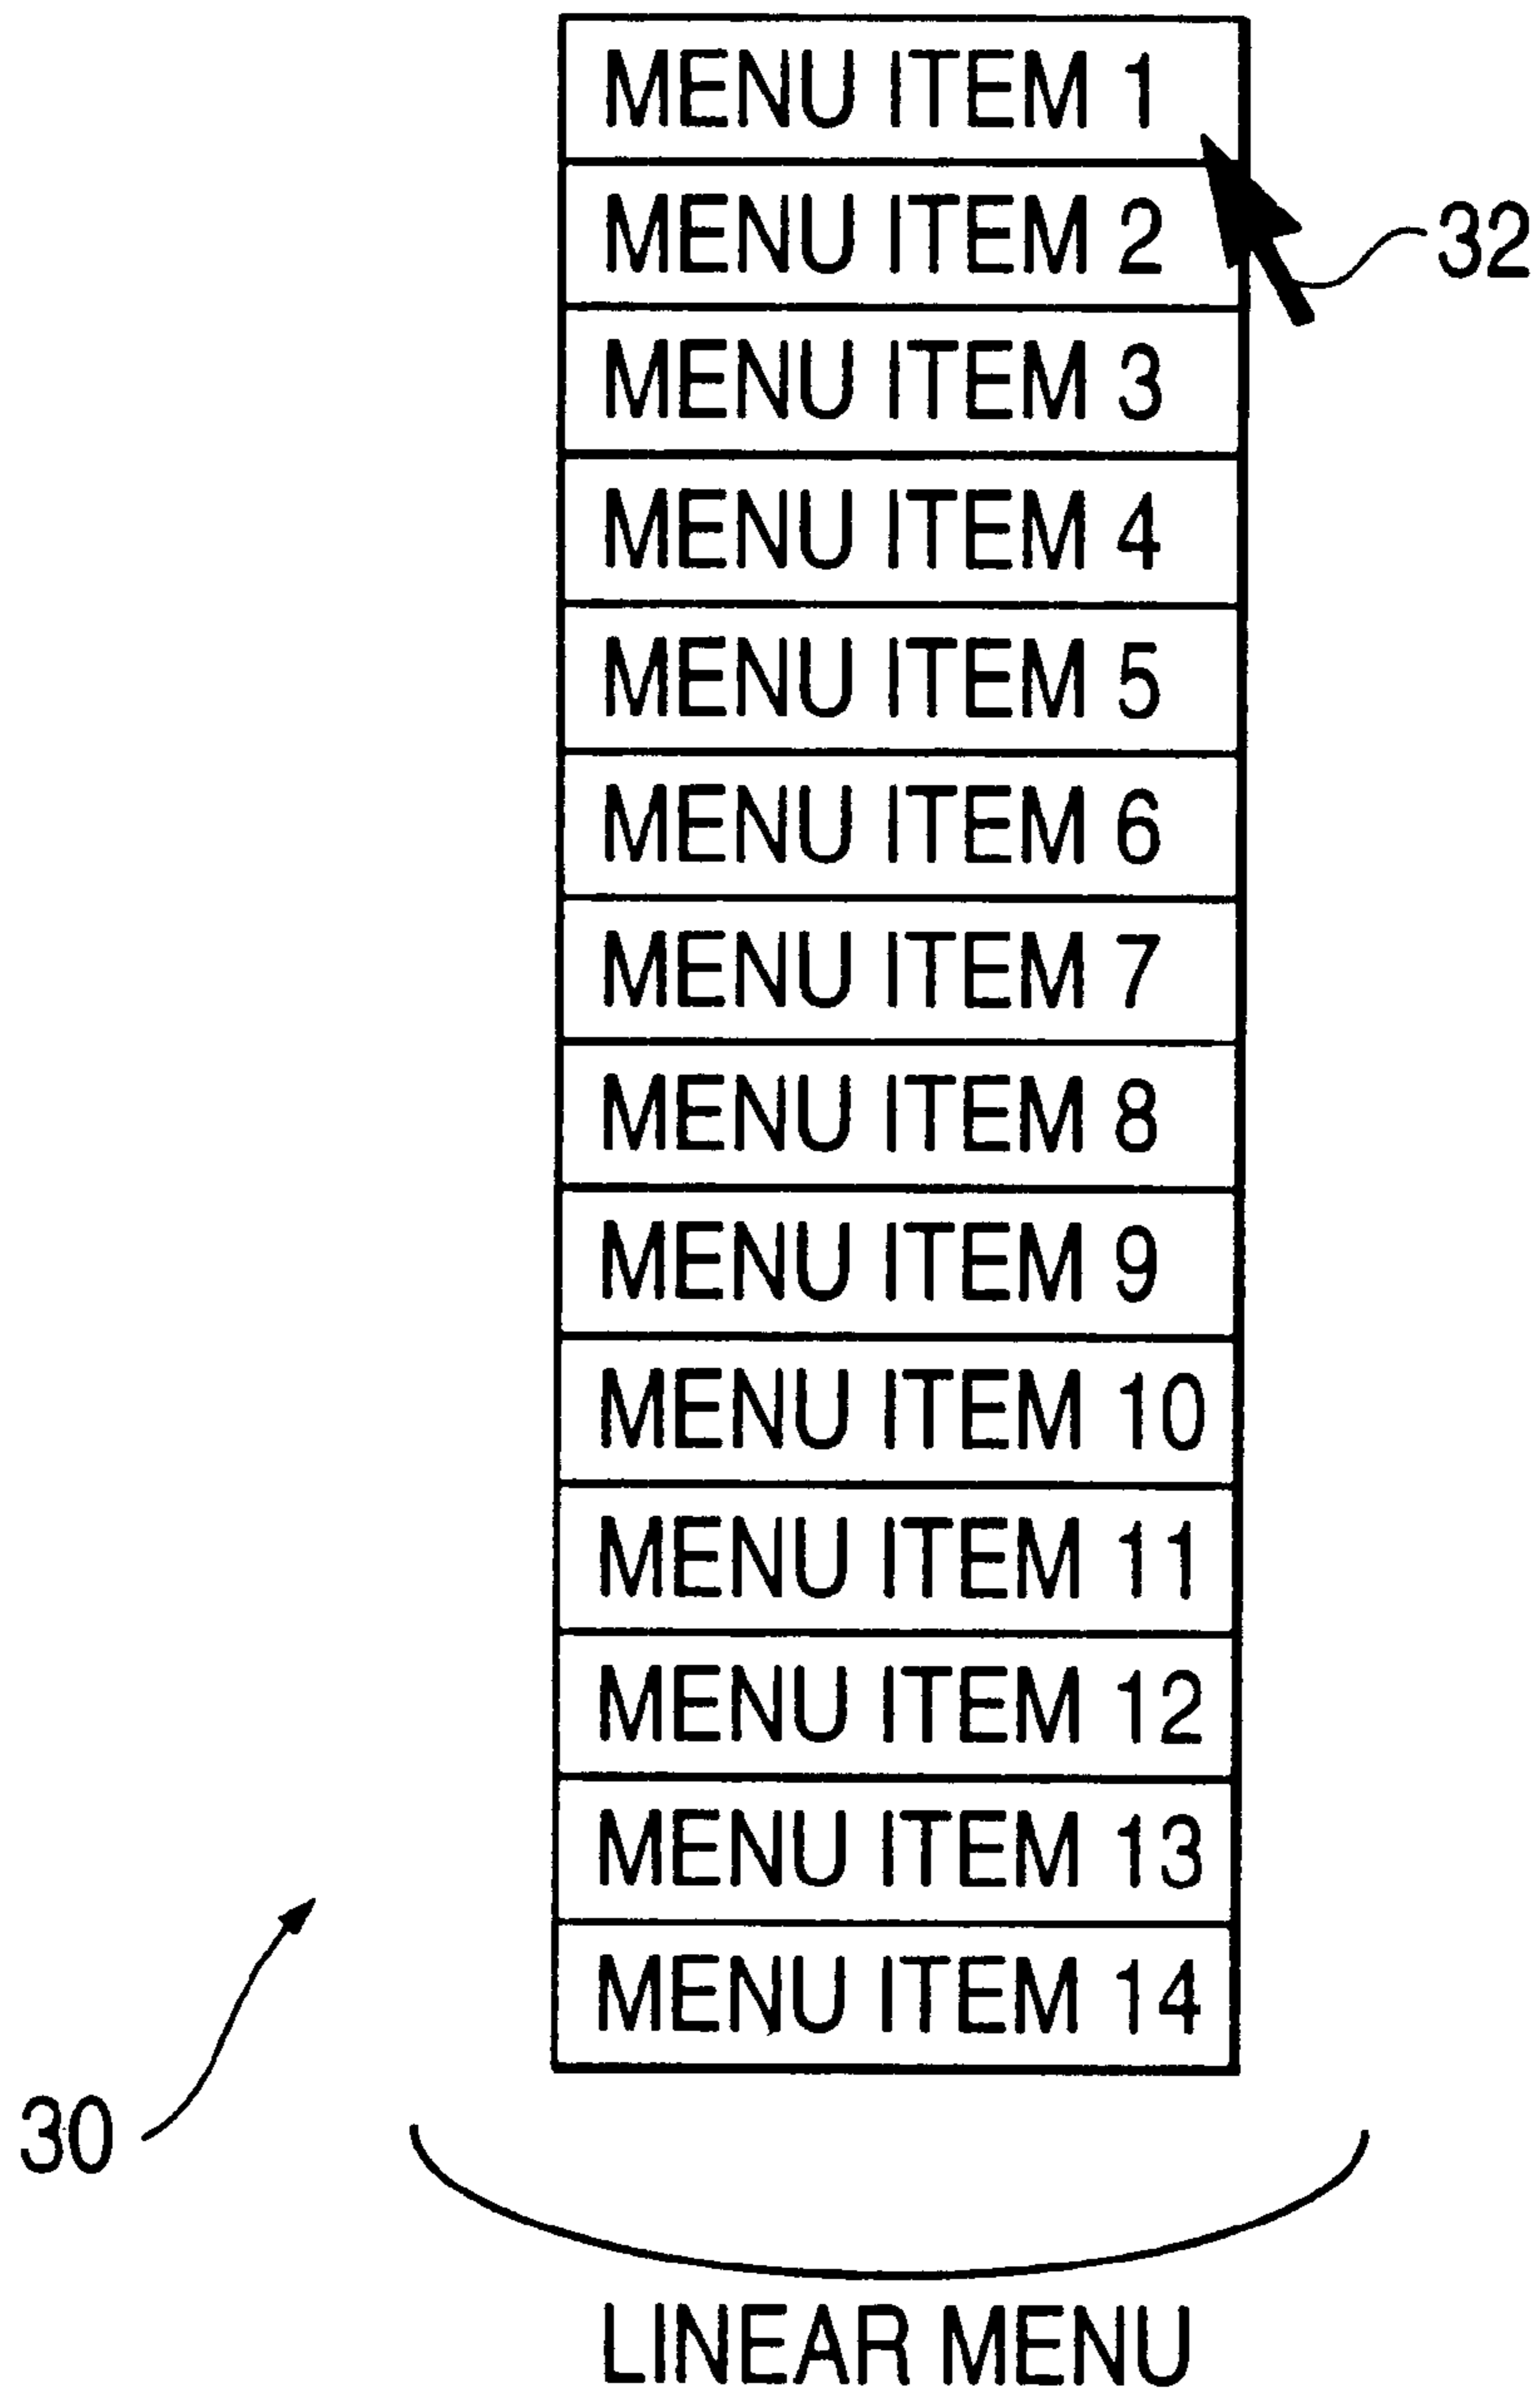 MENU ITEM 1
MENU ITEM 2
32
MENU ITEM 3
MENU ITEM 4
MENU ITEM 5
MENU ITEM 6
MENU ITEM 7
MENU ITEM 8
MENU ITEM 9
MENU ITEM 10
MENU ITEM 11
MENU ITEM 12
MENU ITEM 13
MENU ITEM 14
30
LINEAR MENU